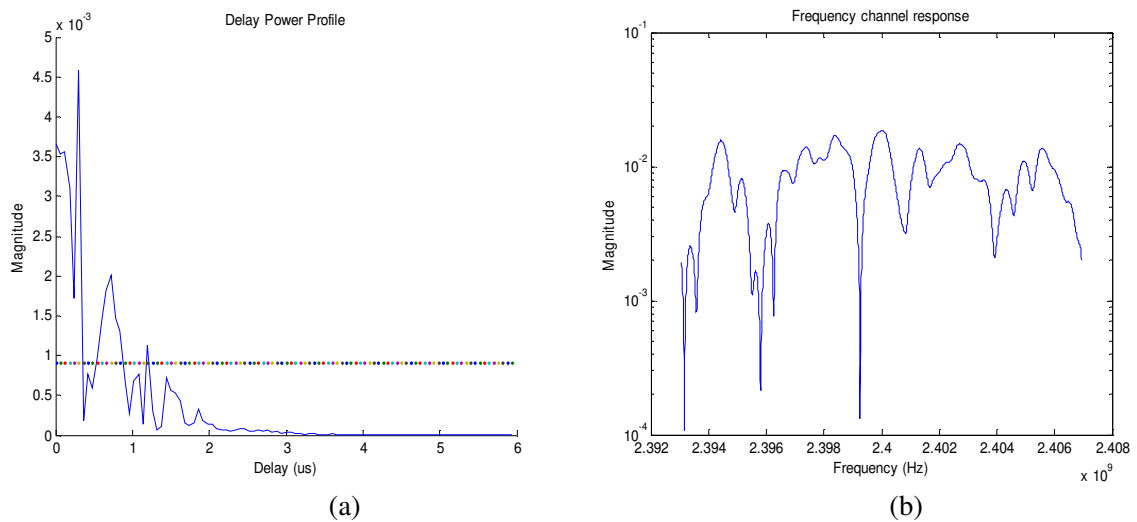 Delay Power Profile
x 10^-3
5
4.5
4
3.5
3
2.5
2
1.5
1
0.5
0
0 1 2 3 4 5 6
Magnitude
Delay (us)
(a)
Frequency channel response
10^-1
10^-2
10^-3
10^-4
2.392 2.394 2.396 2.398 2.4 2.402 2.404 2.406 2.408
x 10^9
Magnitude
Frequency (Hz)
(b)